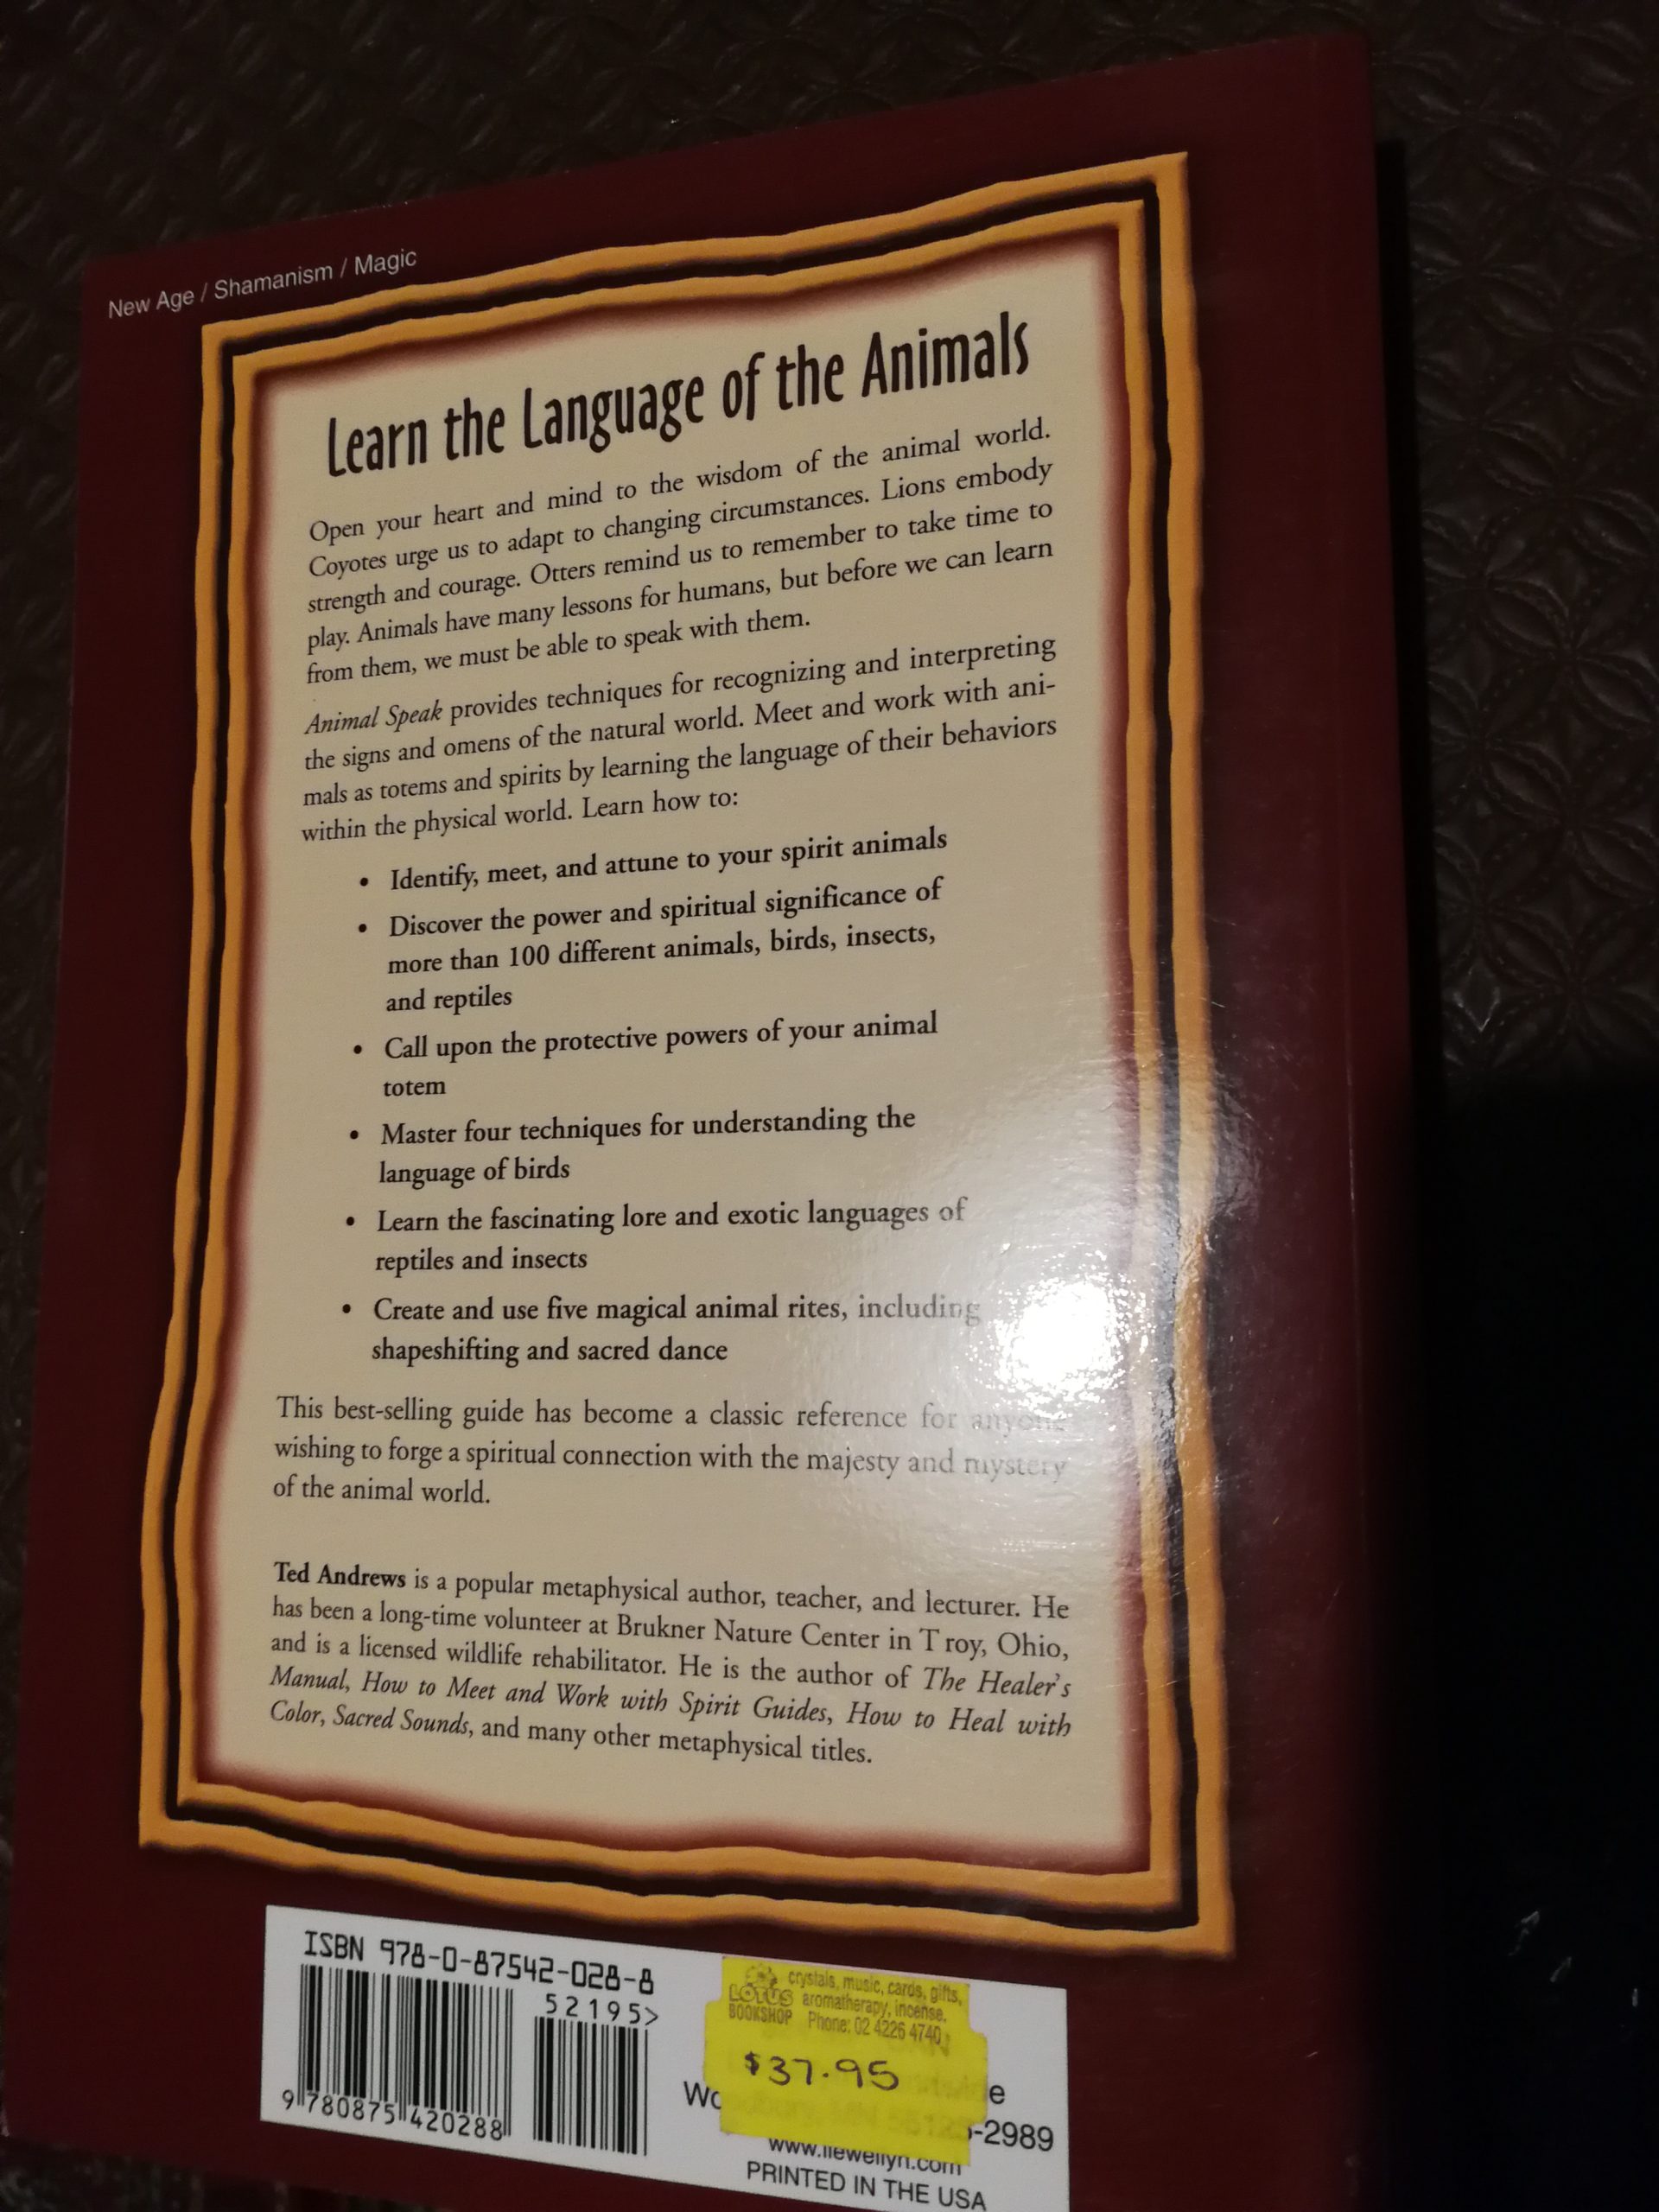 New Age / Shamanism / Magic
Learn the Language of the Animals
Open your heart and mind to the wisdom of the animal world.
Coyotes urge us to adapt to changing circumstances. Lions embody
strength and courage. Otters remind us to remember to take time to
play. Animals have many lessons for humans, but before we can learn
from them, we must be able to speak with them.
Animal Speak provides techniques for recognizing and interpreting
the signs and omens of the natural world. Meet and work with ani-
mals as totems and spirits by learning the language of their behaviors
within the physical world. Learn how to:
• Identify, meet, and attune to your spirit animals
• Discover the power and spiritual significance of
more than 100 different animals, birds, insects,
and reptiles
• Call upon the protective powers of your animal
totem
• Master four techniques for understanding the
language of birds
• Learn the fascinating lore and exotic languages of
reptiles and insects
• Create and use five magical animal rites, including
shapeshifting and sacred dance
This best-selling guide has become a classic reference for anyone
wishing to forge a spiritual connection with the majesty and mystery
of the animal world.
Ted Andrews is a popular metaphysical author, teacher, and lecturer. He
has been a long-time volunteer at Brukner Nature Center in T roy, Ohio,
and is a licensed wildlife rehabilitator. He is the author of The Healer's
Manual, How to Meet and Work with Spirit Guides, How to Heal with
Color, Sacred Sounds, and many other metaphysical titles.
ISBN 978-0-87542-028-8
52195>
9 780875 420288
crystals, music, cards, gifts,
LOTUS aromatherapy, incense.
BOOKSHOP Phone: 02 4226 4740
$37.95
-2989
www.llewellyn.com
PRINTED IN THE USA